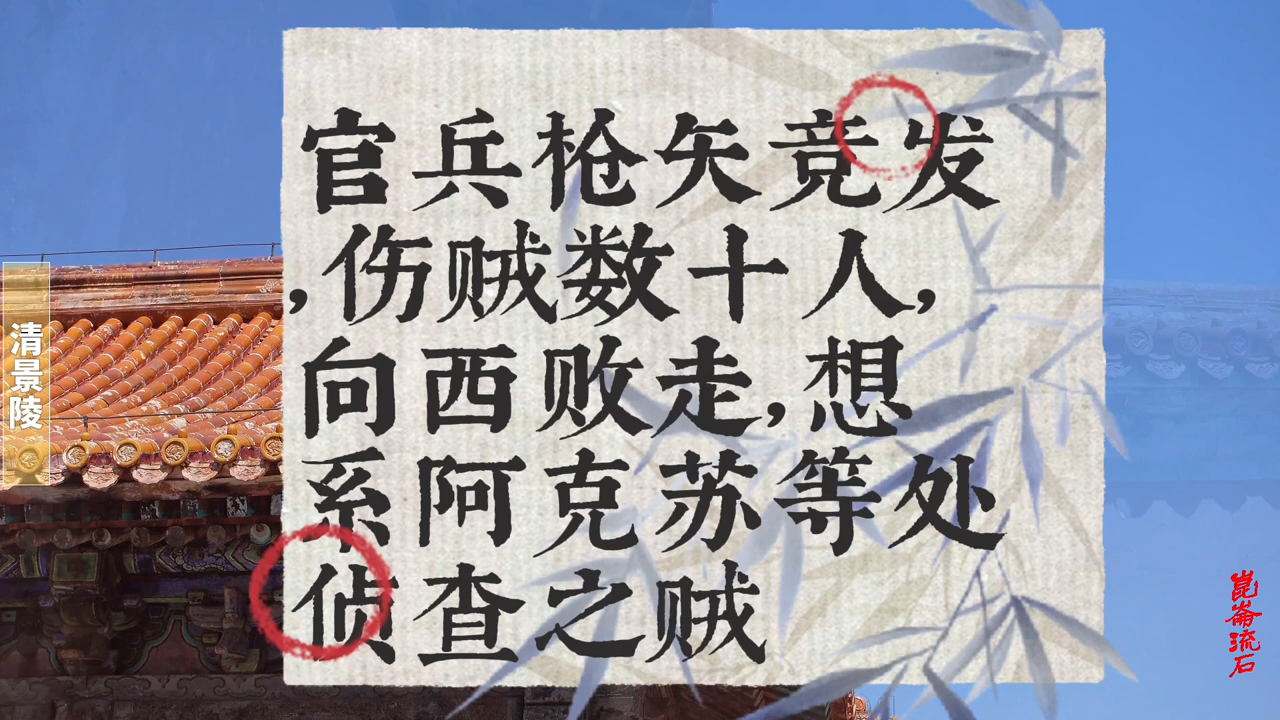 官兵枪矢竞发
,伤贼数十人,
向西败走,想
系阿克苏等处
侦查之贼
清景陵
崑崙流石